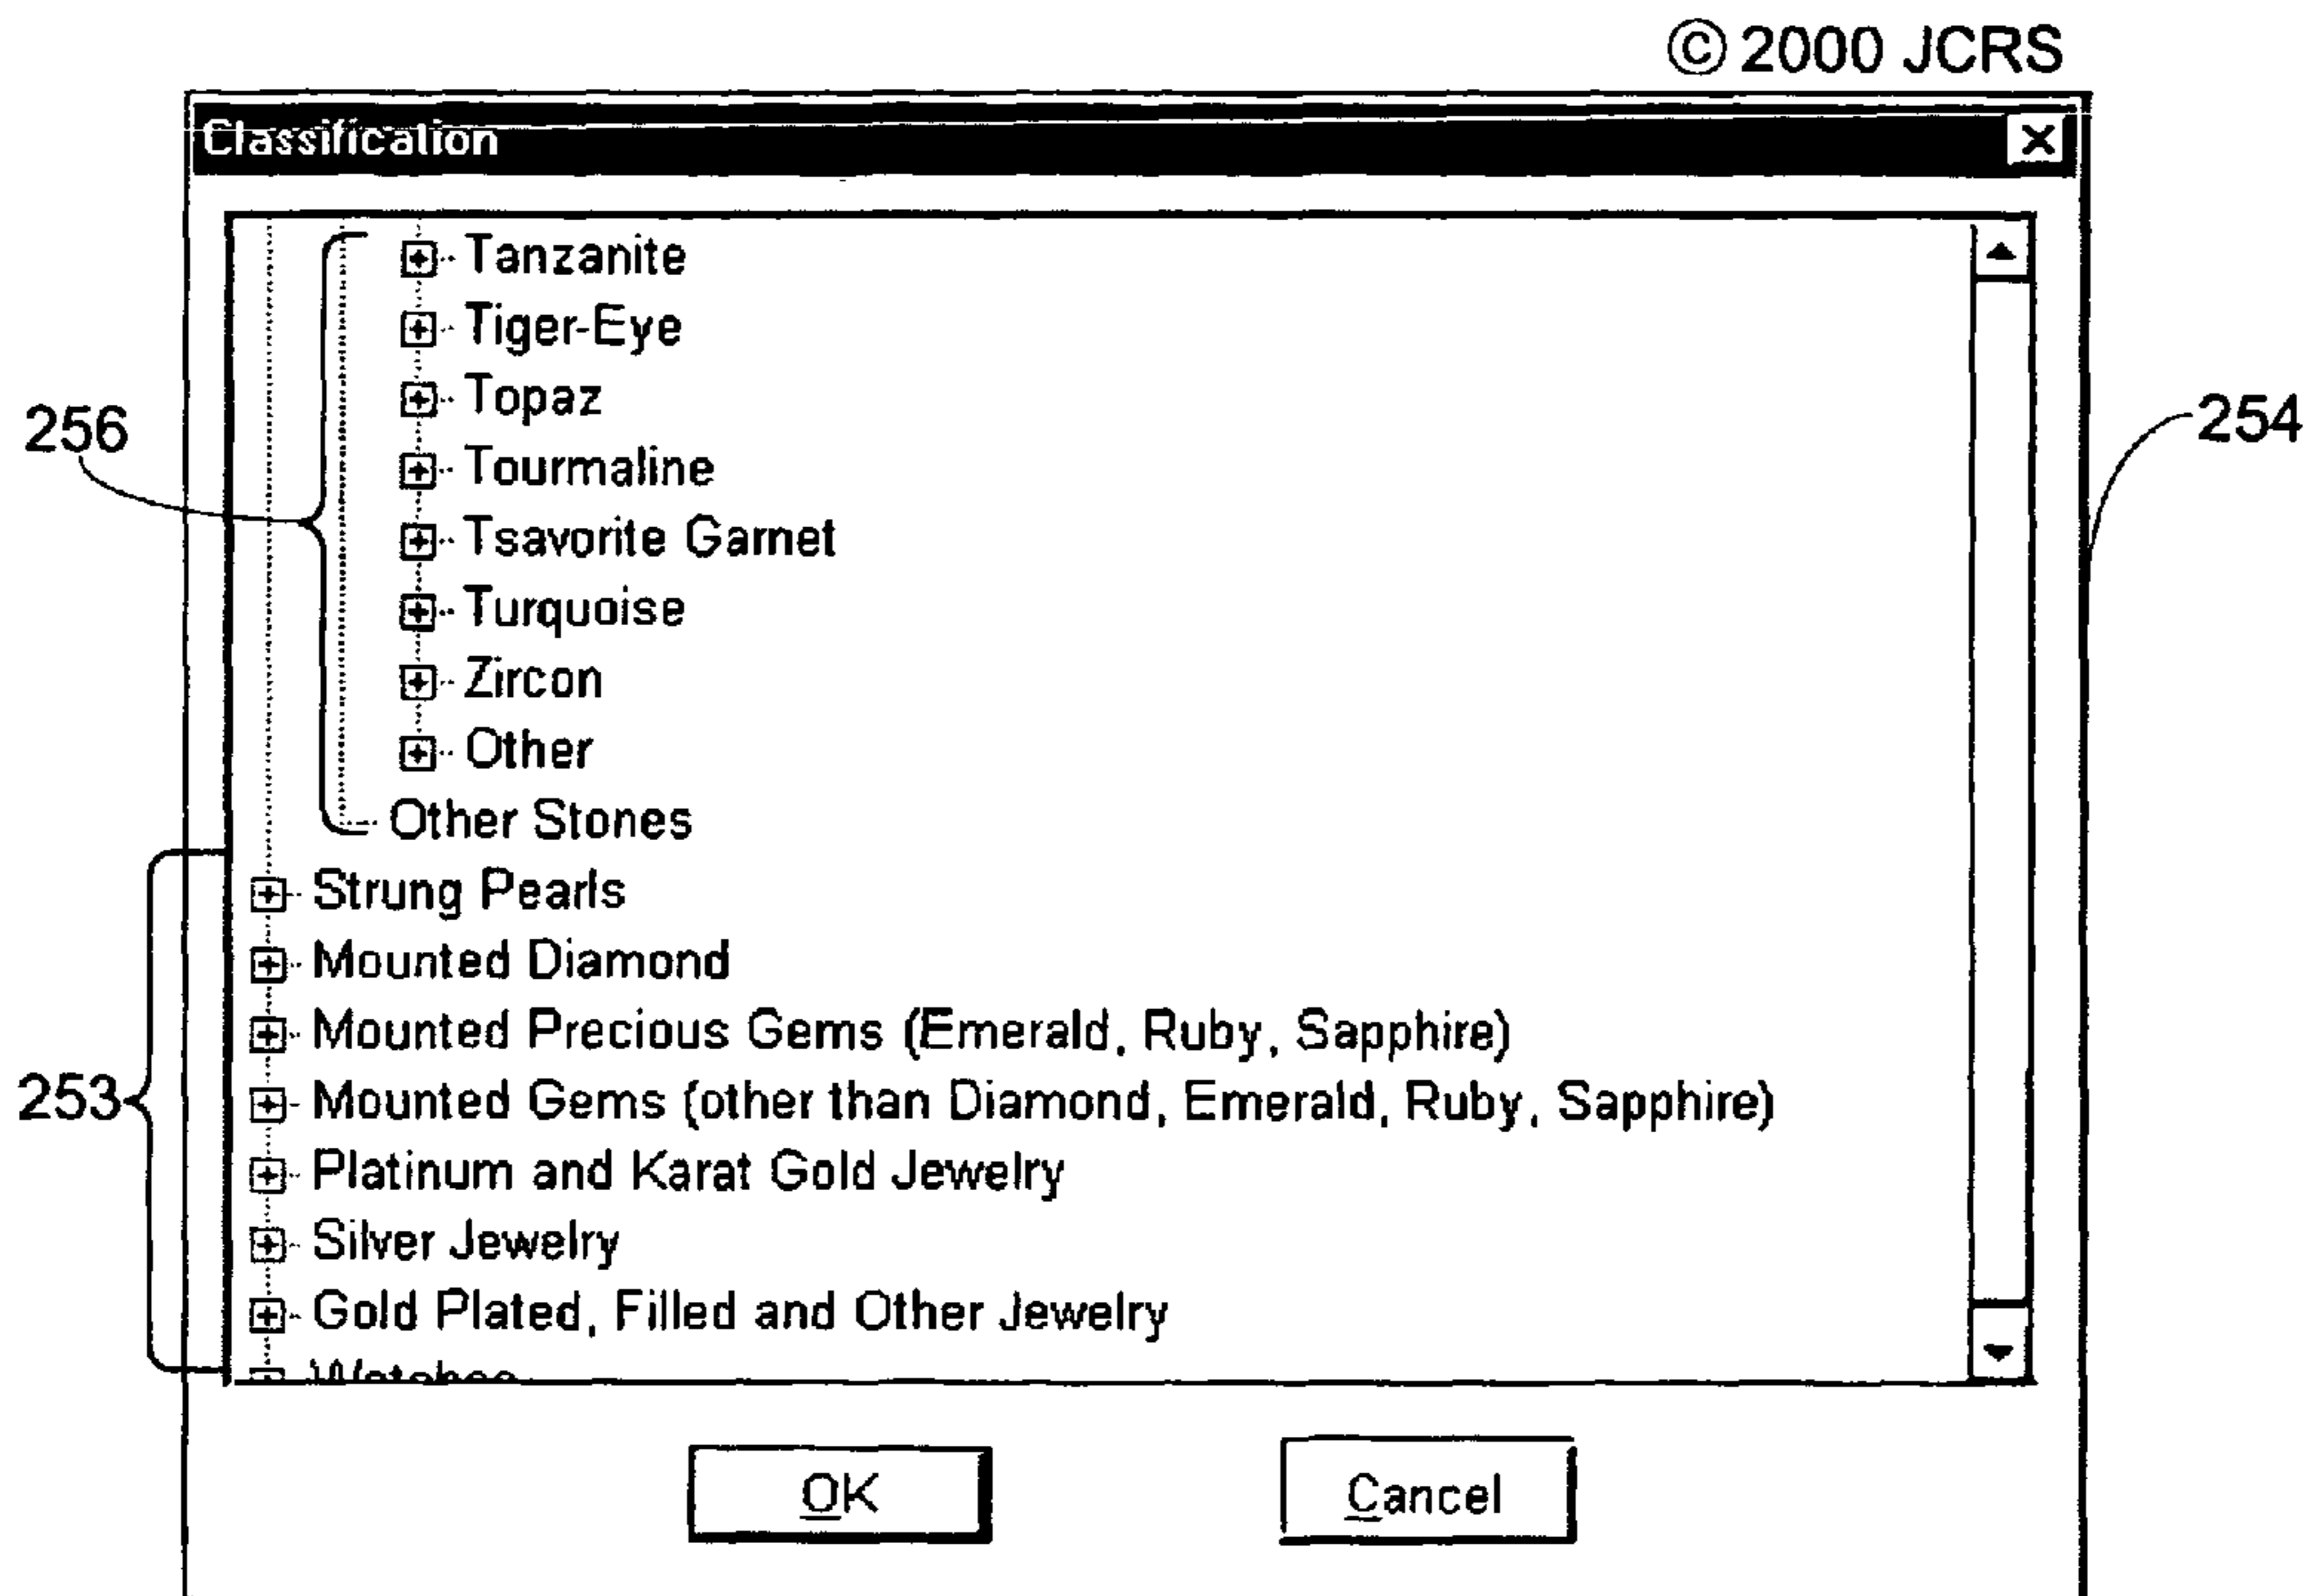 © 2000 JCRS
Classification
Tanzanite
Tiger-Eye
Topaz
256
254
Tourmaline
Tsavorite Garnet
Turquoise
Zircon
Other
Other Stones
Strung Pearls
Mounted Diamond
Mounted Precious Gems (Emerald, Ruby, Sapphire)
253
Mounted Gems (other than Diamond, Emerald, Ruby, Sapphire)
Platinum and Karat Gold Jewelry
Silver Jewelry
Gold Plated, Filled and Other Jewelry
Watches
OK
Cancel